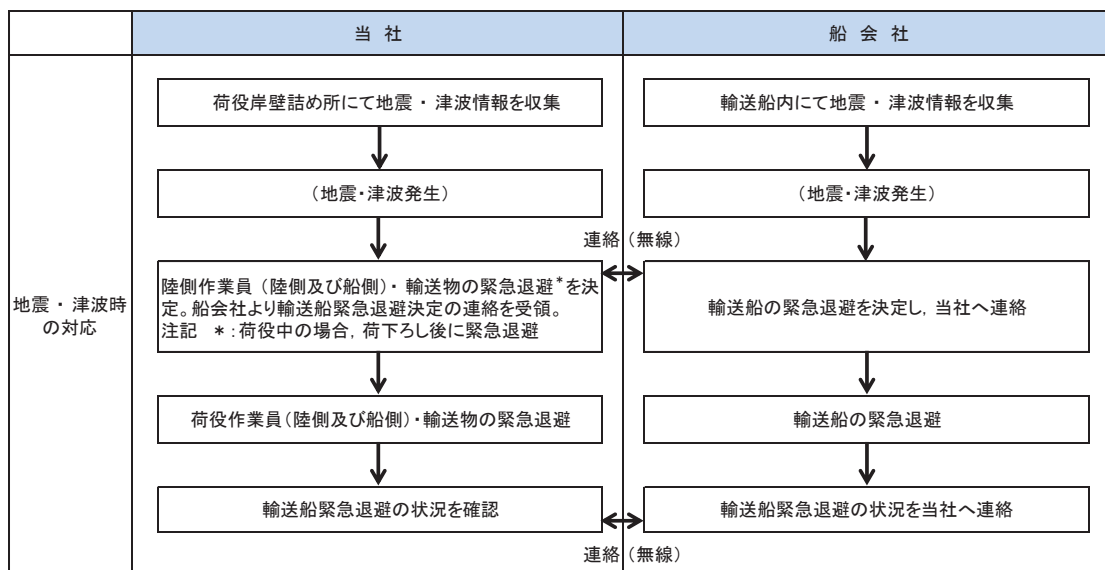 当 社
船 会 社
地震・津波時
の対応
荷役岸壁詰め所にて地震・津波情報を収集
輸送船内にて地震・津波情報を収集
（地震・津波発生）
（地震・津波発生）
連絡（無線）
陸側作業員（陸側及び船側）・輸送物の緊急退避*を決
定。船会社より輸送船緊急退避決定の連絡を受領。
注記 *：荷役中の場合，荷下ろし後に緊急退避
輸送船の緊急退避を決定し，当社へ連絡
荷役作業員（陸側及び船側）・輸送物の緊急退避
輸送船の緊急退避
輸送船緊急退避の状況を確認
輸送船緊急退避の状況を当社へ連絡
連絡（無線）